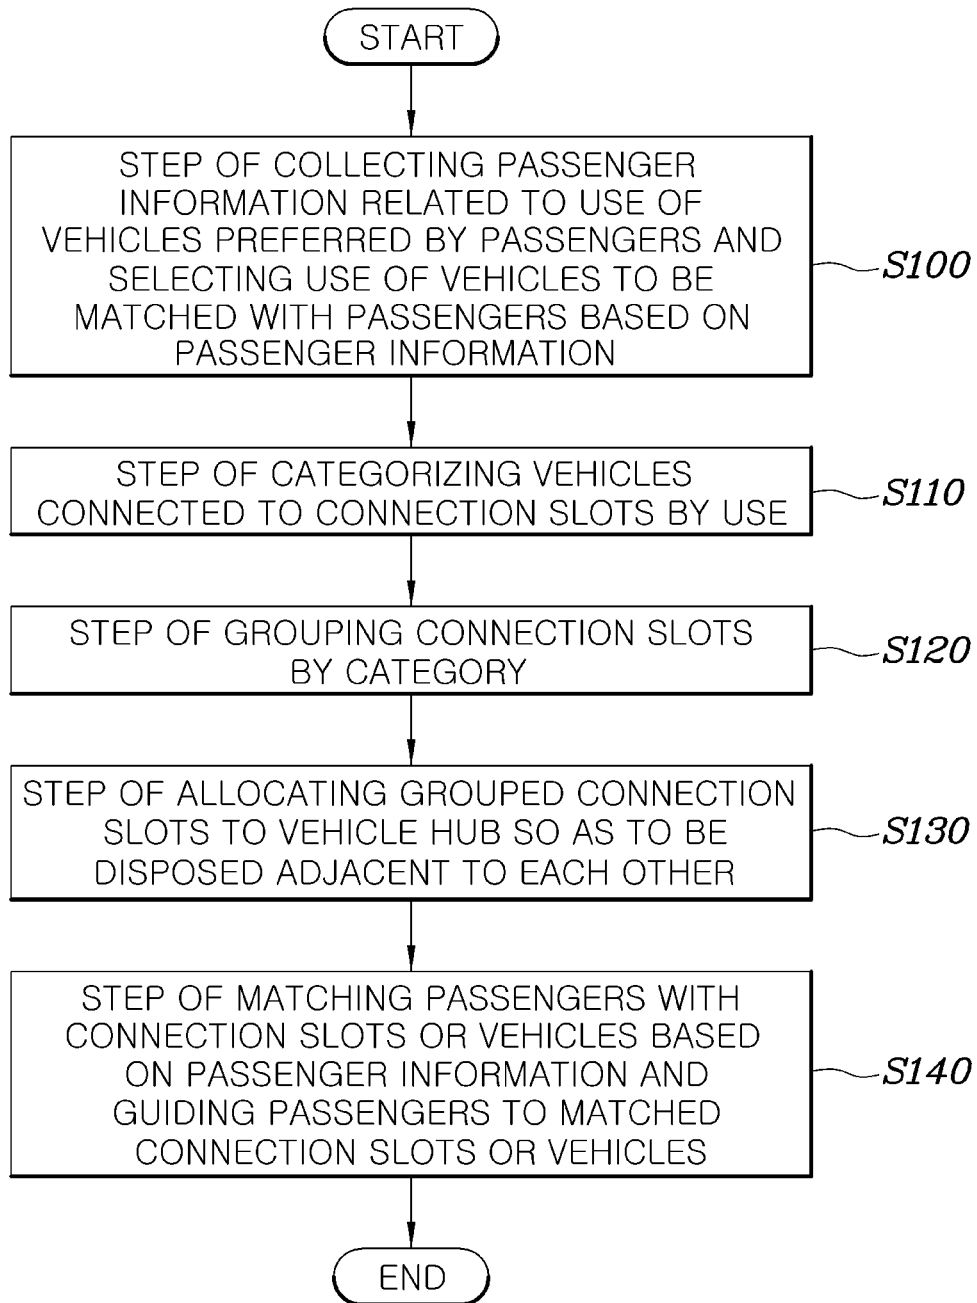 START
STEP OF COLLECTING PASSENGER
INFORMATION RELATED TO USE OF
VEHICLES PREFERRED BY PASSENGERS AND
SELECTING USE OF VEHICLES TO BE
MATCHED WITH PASSENGERS BASED ON
PASSENGER INFORMATION
S100
STEP OF CATEGORIZING VEHICLES
CONNECTED TO CONNECTION SLOTS BY USE
S110
STEP OF GROUPING CONNECTION SLOTS
BY CATEGORY
S120
STEP OF ALLOCATING GROUPED CONNECTION
SLOTS TO VEHICLE HUB SO AS TO BE
DISPOSED ADJACENT TO EACH OTHER
S130
STEP OF MATCHING PASSENGERS WITH
CONNECTION SLOTS OR VEHICLES BASED
ON PASSENGER INFORMATION AND
GUIDING PASSENGERS TO MATCHED
CONNECTION SLOTS OR VEHICLES
S140
END